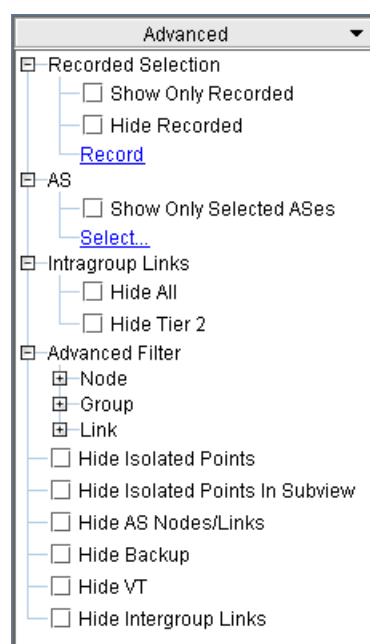 Advanced
Recorded Selection
Show Only Recorded
Hide Recorded
Record
AS
Show Only Selected ASes
Select...
Intragroup Links
Hide All
Hide Tier 2
Advanced Filter
Node
Group
Link
Hide Isolated Points
Hide Isolated Points In Subview
Hide AS Nodes/Links
Hide Backup
Hide VT
Hide Intergroup Links